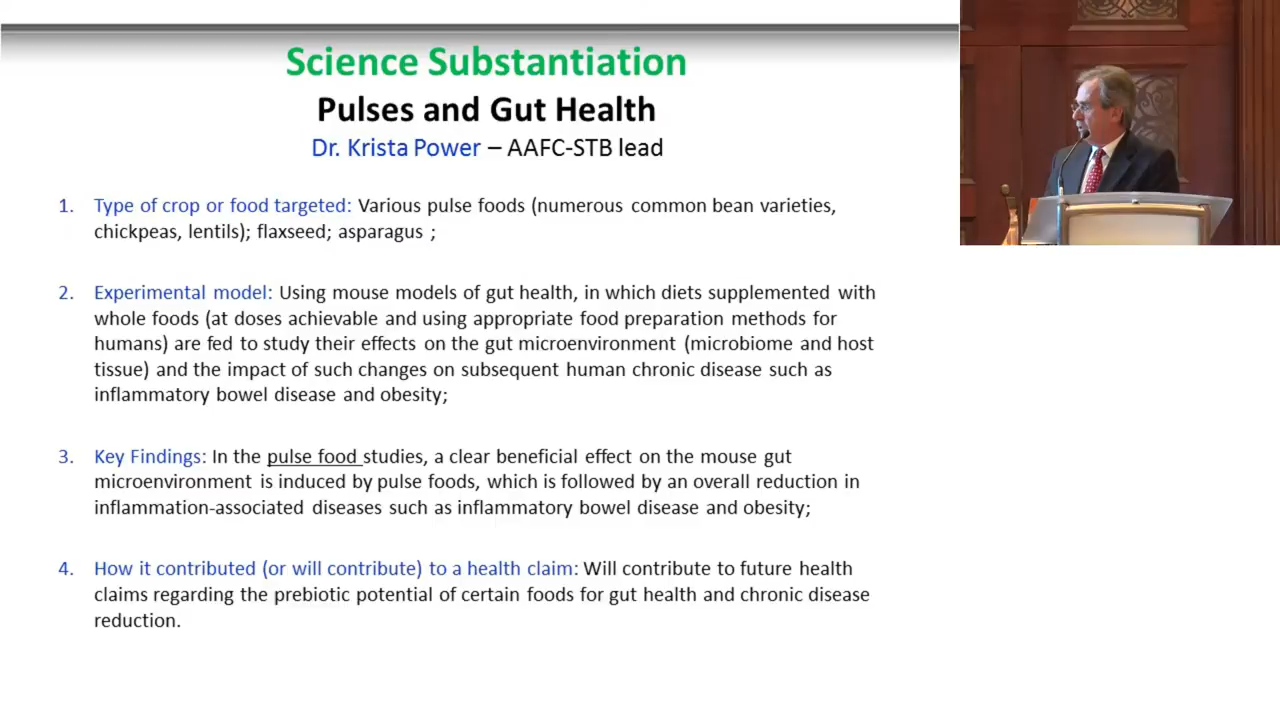 Science Substantiation
Pulses and Gut Health
Dr. Krista Power – AAFC-STB lead
1. Type of crop or food targeted: Various pulse foods (numerous common bean varieties,
chickpeas, lentils); flaxseed; asparagus ;
2. Experimental model: Using mouse models of gut health, in which diets supplemented with
whole foods (at doses achievable and using appropriate food preparation methods for
humans) are fed to study their effects on the gut microenvironment (microbiome and host
tissue) and the impact of such changes on subsequent human chronic disease such as
inflammatory bowel disease and obesity;
3. Key Findings: In the pulse food studies, a clear beneficial effect on the mouse gut
microenvironment is induced by pulse foods, which is followed by an overall reduction in
inflammation-associated diseases such as inflammatory bowel disease and obesity;
4. How it contributed (or will contribute) to a health claim: Will contribute to future health
claims regarding the prebiotic potential of certain foods for gut health and chronic disease
reduction.